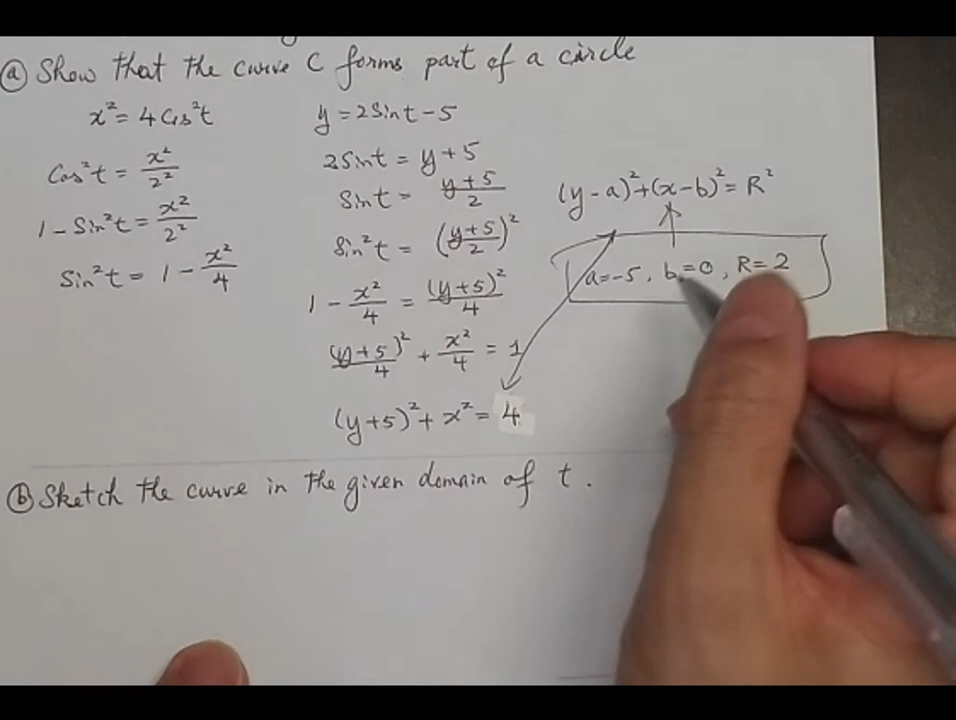 ⓐ Show that the curve C forms part of a circle
x² = 4 Cos²t
Cos²t = x²/2²
1 - Sin²t = x²/2²
Sin²t = 1 - x²/4
y = 2Sint - 5
2Sint = y + 5
Sint = (y+5)/2
Sin²t = ((y+5)/2)²
1 - x²/4 = (y+5)²/4
(y+5)²/4 + x²/4 = 1
(y+5)² + x² = 4
(y-a)² + (x-b)² = R²
a=-5, b=0, R=2
ⓑ Sketch the curve in the given domain of t.